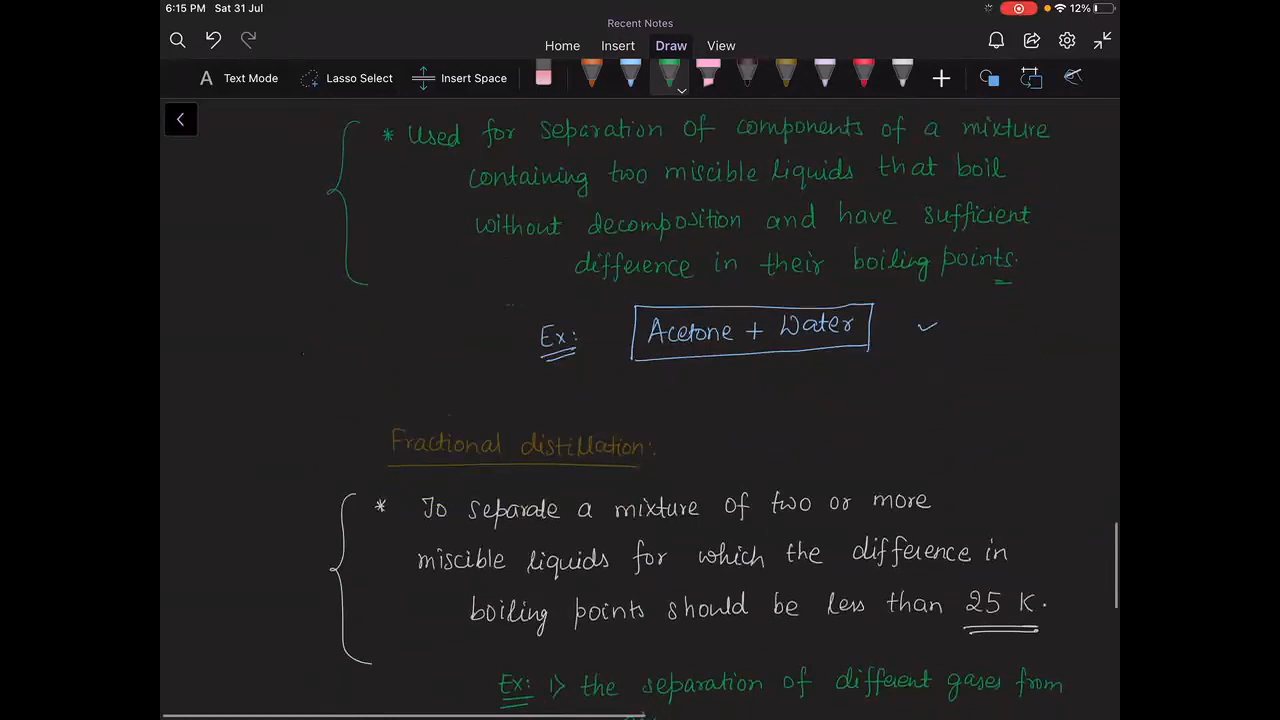 6:15 PM Sat 31 Jul
12%
Recent Notes
Home Insert Draw View
Text Mode Lasso Select Insert Space
* Used for separation of components of a mixture
containing two miscible liquids that boil
without decomposition and have sufficient
difference in their boiling points.
Ex: Acetone + Water
Fractional distillation:
* To separate a mixture of two or more
miscible liquids for which the difference in
boiling points should be less than 25 K.
Ex: 1> the separation of different gases from